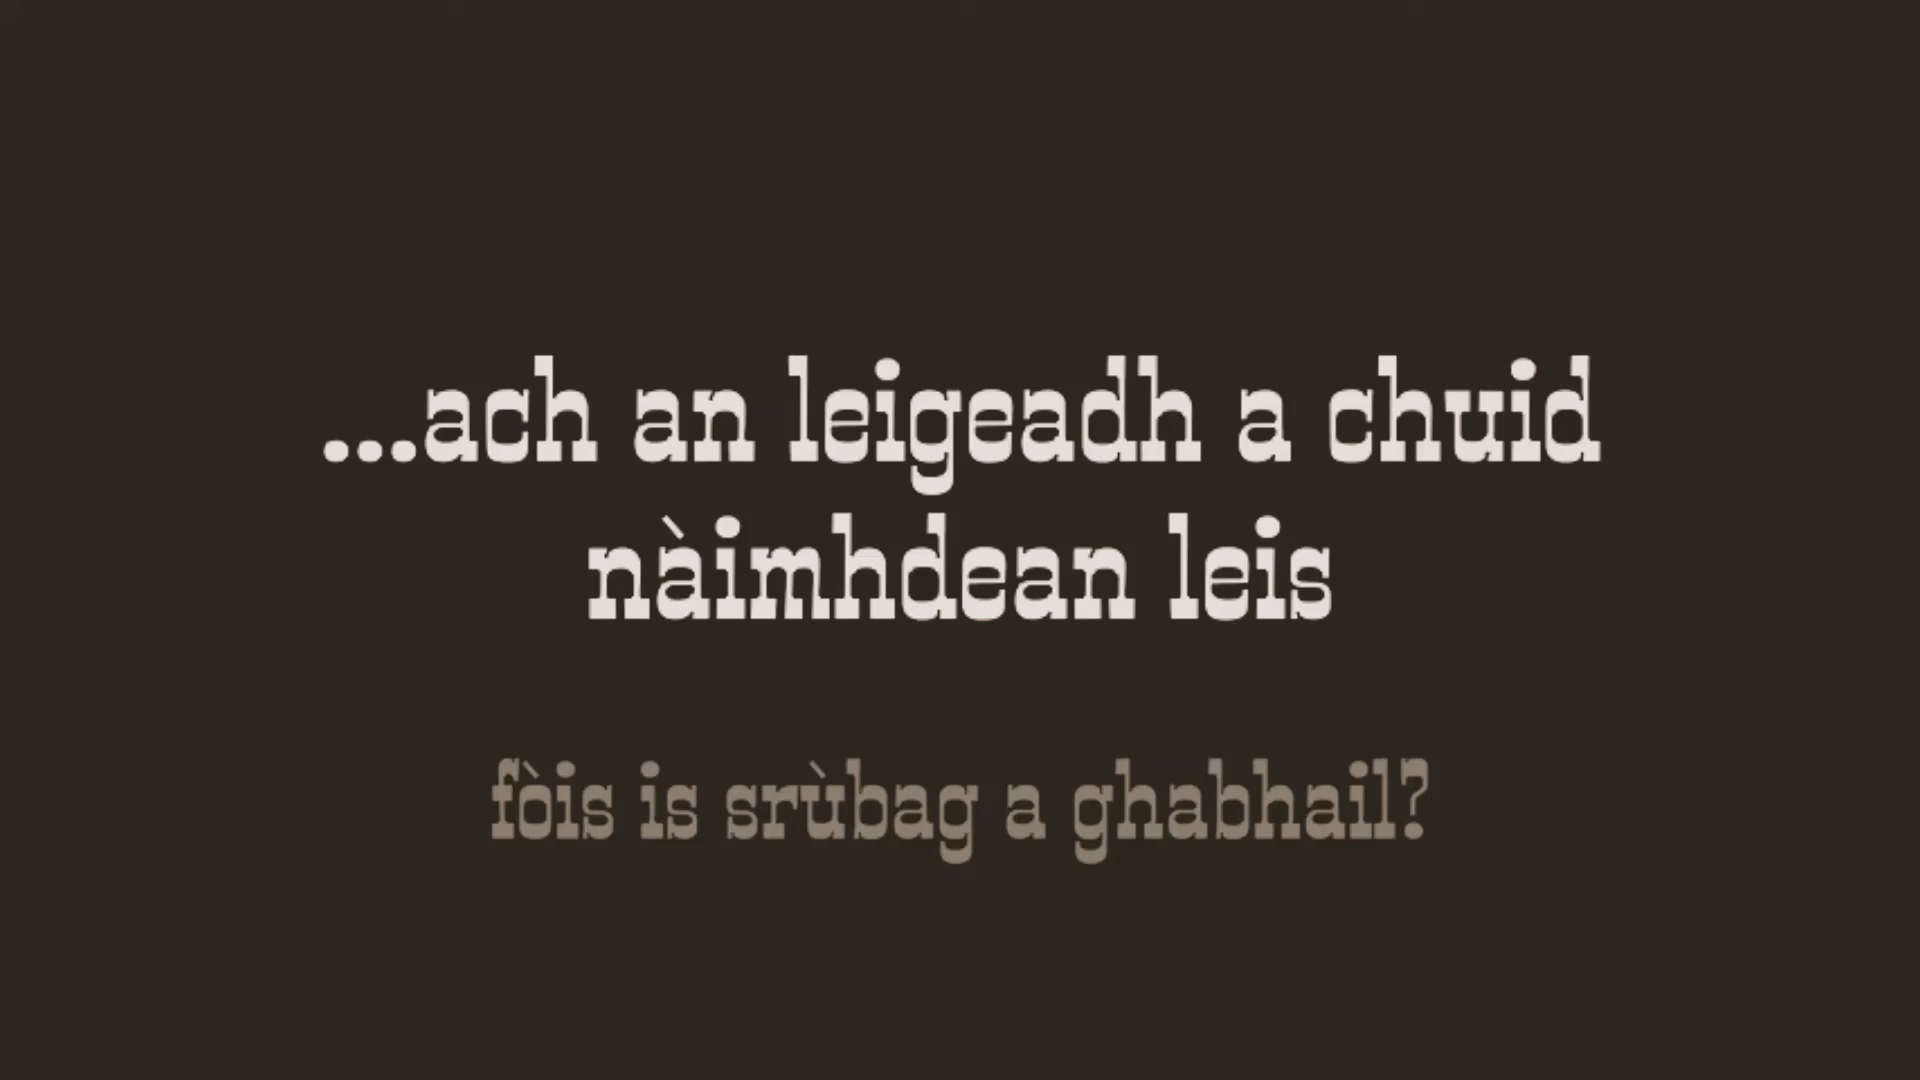 ...ach an leigeadh a chuid
nàimhdean leis
fòis is srùbag a ghabhail?